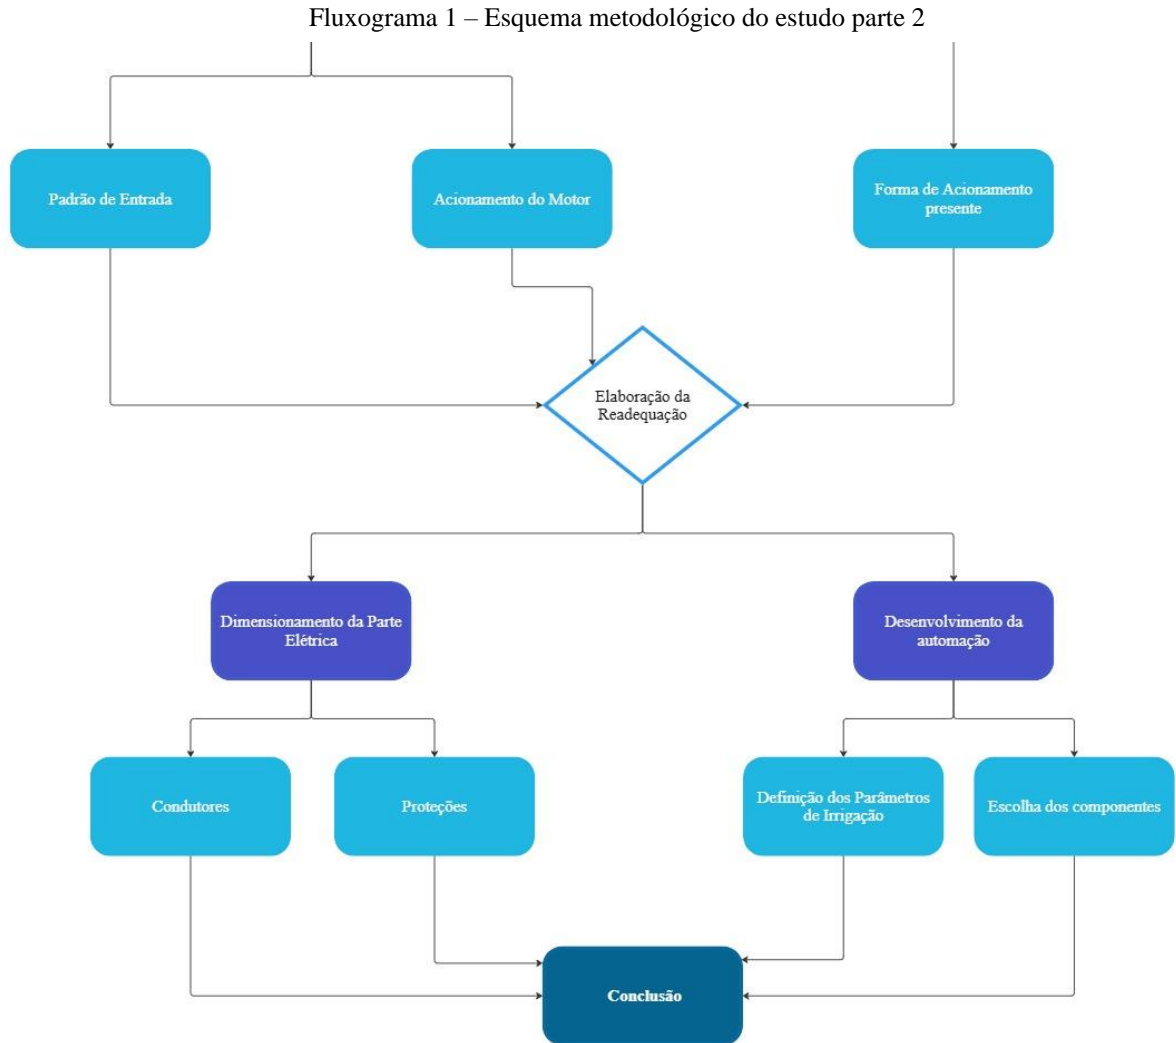 Fluxograma 1 – Esquema metodológico do estudo parte 2
Padrão de Entrada
Acionamento do Motor
Forma de Acionamento
presente
Elaboração da
Readequação
Dimensionamento da Parte
Elétrica
Desenvolvimento da
automação
Condutores
Proteções
Definição dos Parâmetros
de Irrigação
Escolha dos componentes
Conclusão